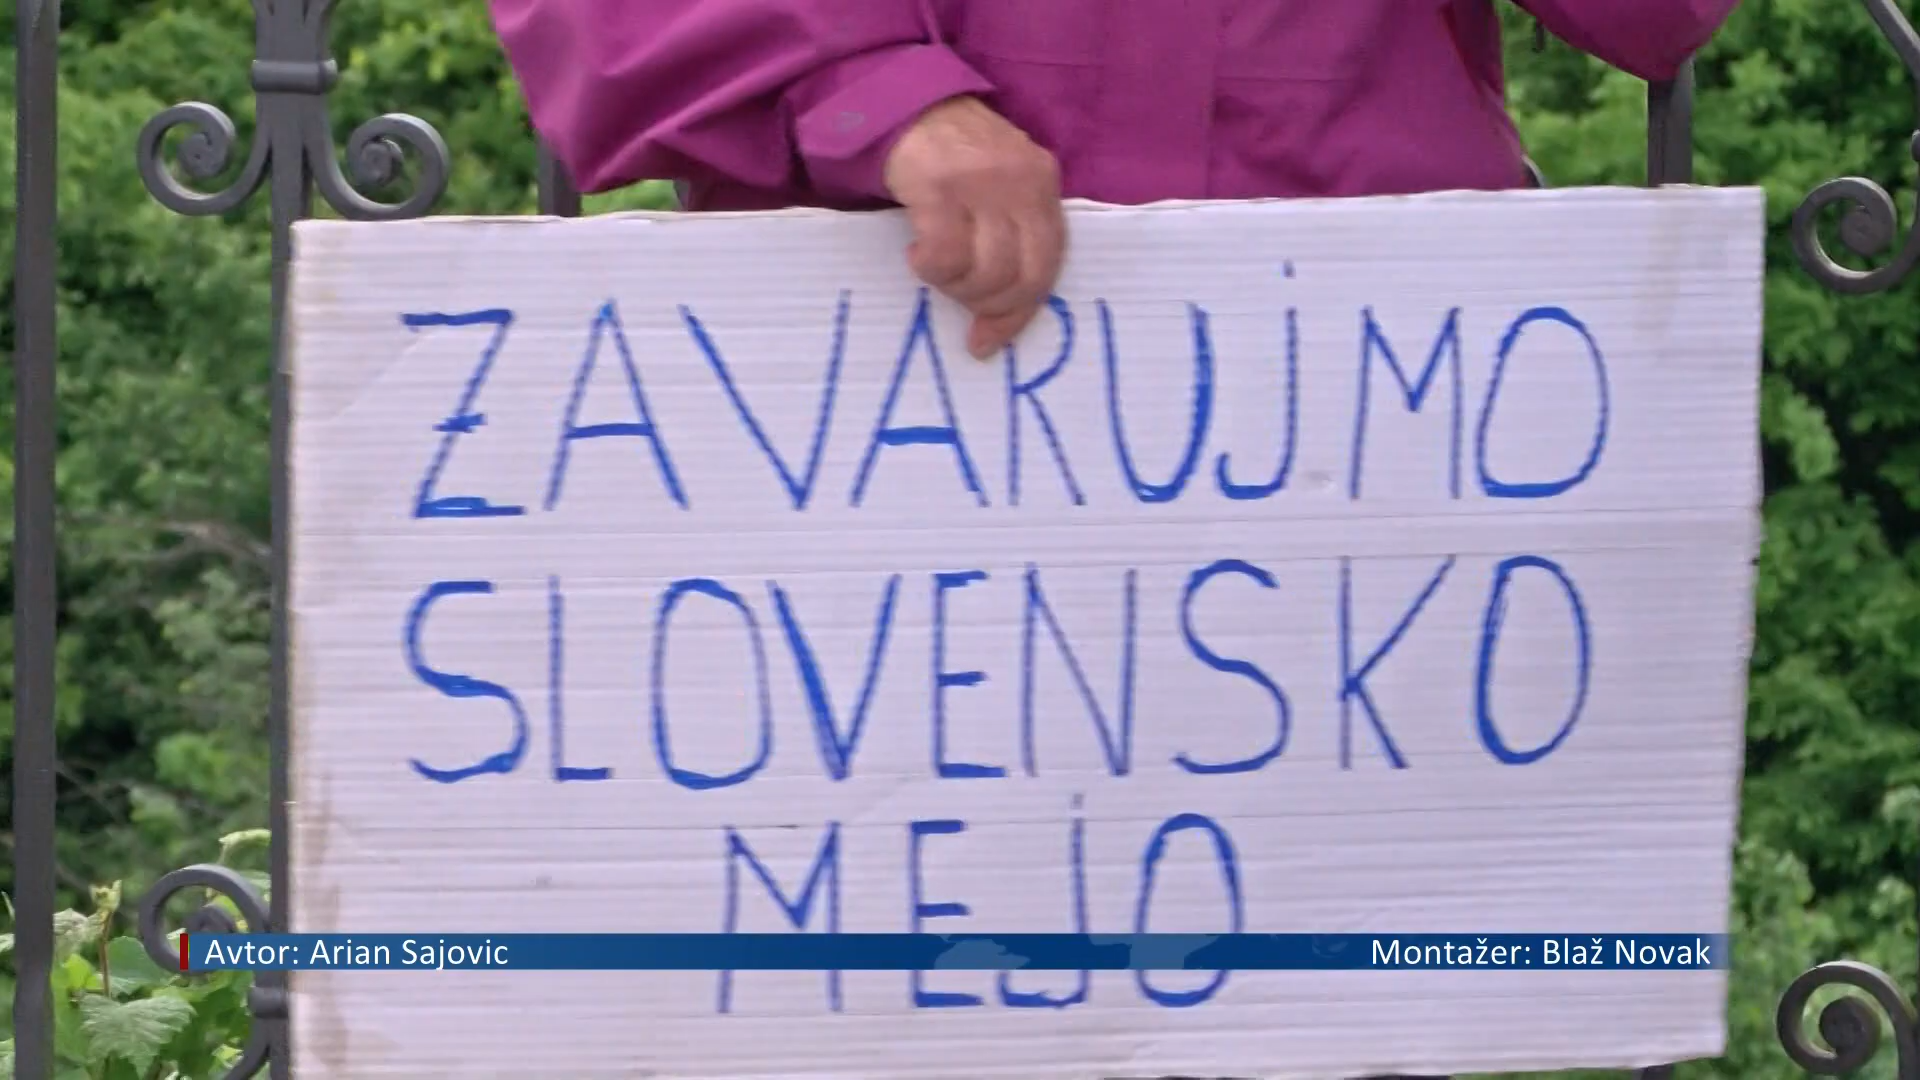 ZAVARUJMO
SLOVENSKO
MEJO
Avtor: Arian Sajovic
Montažer: Blaž Novak